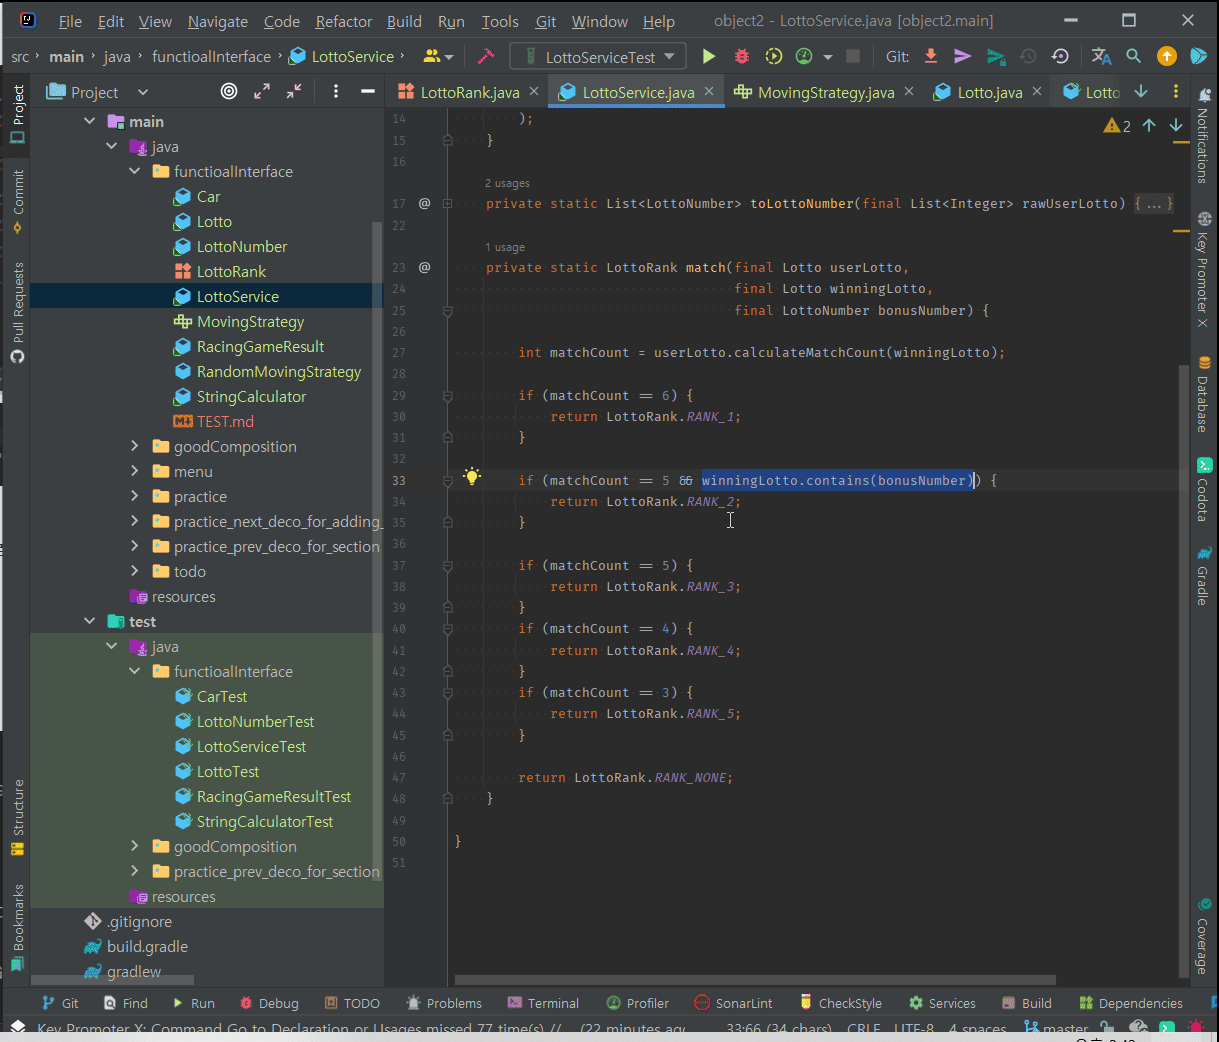 File Edit View Navigate Code Refactor Build Run Tools Git Window Help object2 - LottoService.java [object2.main]
src main java functioalInterface LottoService LottoServiceTest Git:
Project
LottoRank.java LottoService.java MovingStrategy.java Lotto.java Lotto
Project
Commit
Pull Requests
Structure
Bookmarks
main
java
functioalInterface
Car
Lotto
LottoNumber
LottoRank
LottoService
MovingStrategy
RacingGameResult
RandomMovingStrategy
StringCalculator
TEST.md
goodComposition
menu
practice
practice_next_deco_for_adding_
practice_prev_deco_for_section
todo
resources
test
java
functioalInterface
CarTest
LottoNumberTest
LottoServiceTest
LottoTest
RacingGameResultTest
StringCalculatorTest
goodComposition
practice_prev_deco_for_section
resources
.gitignore
build.gradle
gradlew
2
14 );
15 }
16
2 usages
17 @ private static List<LottoNumber> toLottoNumber(final List<Integer> rawUserLotto) {...}
22
1 usage
23 @ private static LottoRank match(final Lotto userLotto,
24 final Lotto winningLotto,
25 final LottoNumber bonusNumber) {
26
27 int matchCount = userLotto.calculateMatchCount(winningLotto);
28
29 if (matchCount == 6) {
30 return LottoRank.RANK_1;
31 }
32
33 if (matchCount == 5 && winningLotto.contains(bonusNumber)) {
34 return LottoRank.RANK_2;
35 }
36
37 if (matchCount == 5) {
38 return LottoRank.RANK_3;
39 }
40 if (matchCount == 4) {
41 return LottoRank.RANK_4;
42 }
43 if (matchCount == 3) {
44 return LottoRank.RANK_5;
45 }
46
47 return LottoRank.RANK_NONE;
48 }
49
50 }
51
Notifications
Key Promoter X
Database
Codota
Gradle
Coverage
Git Find Run Debug TODO Problems Terminal Profiler SonarLint CheckStyle Services Build Dependencies
Key Promoter X: Command Go to Declaration or Usages missed 77 time(s) // (22 minutes ago 33:66 (34 chars) CRLF UTF-8 4 spaces master